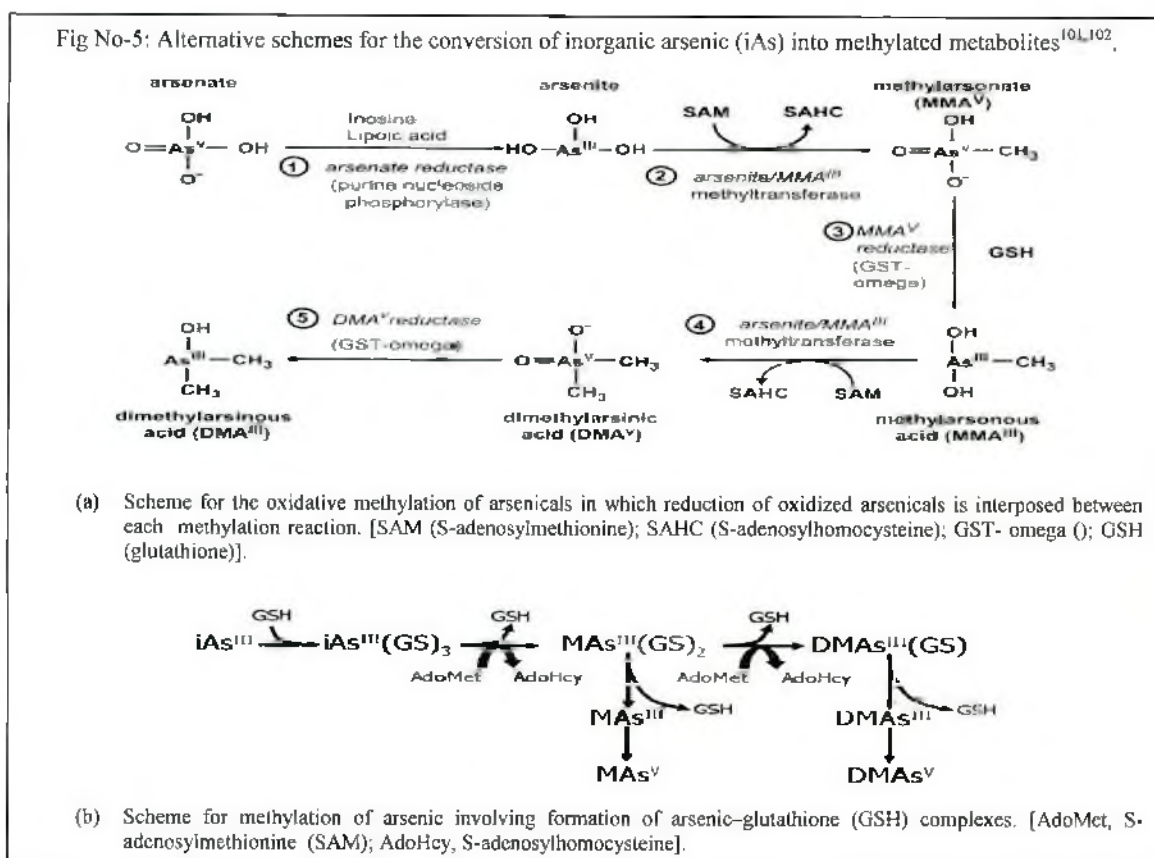 Fig No-5: Alternative schemes for the conversion of inorganic arsenic (iAs) into methylated metabolites101,102.
arsenate
arsenite
methylarsonate
(MMAV)
OH
O=AsV—OH
O-
Inosine
Lipoic acid
1 arsenate reductase
(purine nucleoside
phosphorylase)
OH
HO-AsIII-OH
SAM
SAHC
2 arsenite/MMAIII
methyltransferase
OH
O=AsV—CH3
O-
3 MMAV
reductase
(GST-
omega)
GSH
OH
AsIII—CH3
CH3
dimethylarsinous
acid (DMAIII)
5 DMAV reductase
(GST-omega)
O-
O=AsV—CH3
CH3
dimethylarsinic
acid (DMAV)
4 arsenite/MMAIII
methyltransferase
SAHC
SAM
OH
AsIII—CH3
OH
methylarsonous
acid (MMAIII)
(a) Scheme for the oxidative methylation of arsenicals in which reduction of oxidized arsenicals is interposed between
each methylation reaction. [SAM (S-adenosylmethionine); SAHC (S-adenosylhomocysteine); GST- omega (); GSH
(glutathione)].
GSH
GSH
GSH
iAsIII
iAsIII(GS)3
MAsIII(GS)2
DMAsIII(GS)
AdoMet
AdoHcy
AdoMet
AdoHcy
GSH
GSH
MAsIII
DMAsIII
MAsV
DMAsV
(b) Scheme for methylation of arsenic involving formation of arsenic–glutathione (GSH) complexes. [AdoMet, S-
adenosylmethionine (SAM); AdoHcy, S-adenosylhomocysteine].